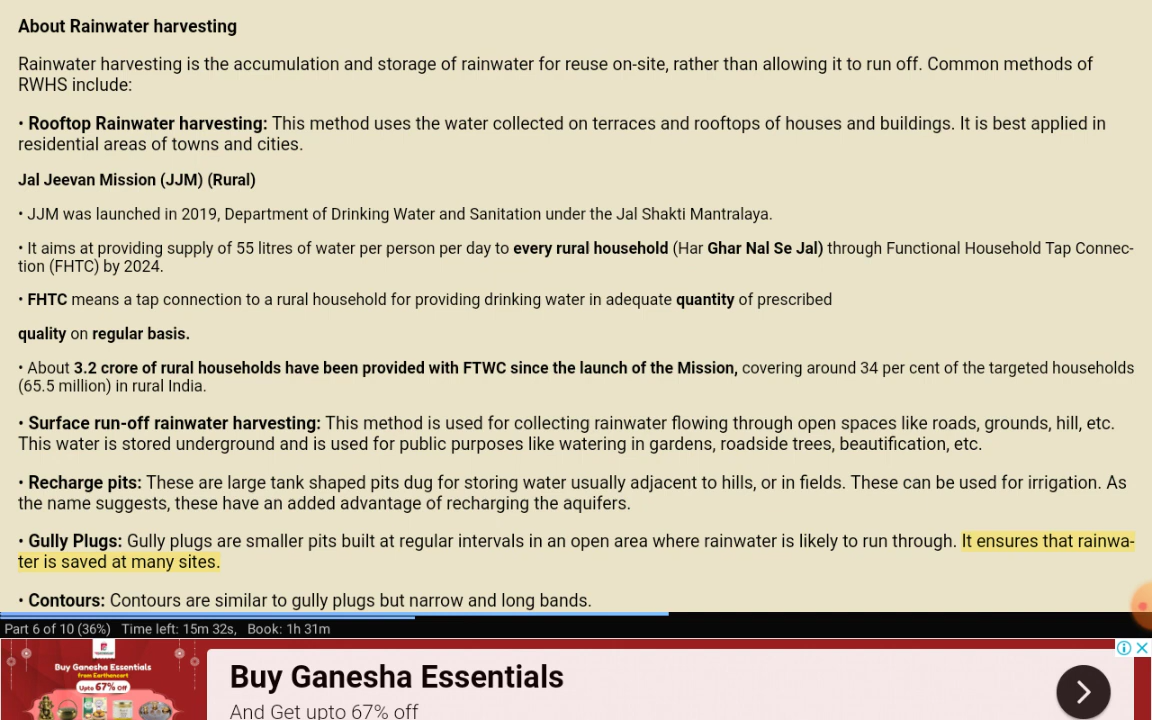 About Rainwater harvesting
Rainwater harvesting is the accumulation and storage of rainwater for reuse on-site, rather than allowing it to run off. Common methods of
RWHS include:
• Rooftop Rainwater harvesting: This method uses the water collected on terraces and rooftops of houses and buildings. It is best applied in
residential areas of towns and cities.
Jal Jeevan Mission (JJM) (Rural)
• JJM was launched in 2019, Department of Drinking Water and Sanitation under the Jal Shakti Mantralaya.
• It aims at providing supply of 55 litres of water per person per day to every rural household (Har Ghar Nal Se Jal) through Functional Household Tap Connec-
tion (FHTC) by 2024.
• FHTC means a tap connection to a rural household for providing drinking water in adequate quantity of prescribed
quality on regular basis.
• About 3.2 crore of rural households have been provided with FTWC since the launch of the Mission, covering around 34 per cent of the targeted households
(65.5 million) in rural India.
• Surface run-off rainwater harvesting: This method is used for collecting rainwater flowing through open spaces like roads, grounds, hill, etc.
This water is stored underground and is used for public purposes like watering in gardens, roadside trees, beautification, etc.
• Recharge pits: These are large tank shaped pits dug for storing water usually adjacent to hills, or in fields. These can be used for irrigation. As
the name suggests, these have an added advantage of recharging the aquifers.
• Gully Plugs: Gully plugs are smaller pits built at regular intervals in an open area where rainwater is likely to run through. It ensures that rainwa-
ter is saved at many sites.
• Contours: Contours are similar to gully plugs but narrow and long bands.
Part 6 of 10 (36%) Time left: 15m 32s, Book: 1h 31m
Buy Ganesha Essentials
from Earthencart
Upto 67% Off
Buy Ganesha Essentials
And Get upto 67% off